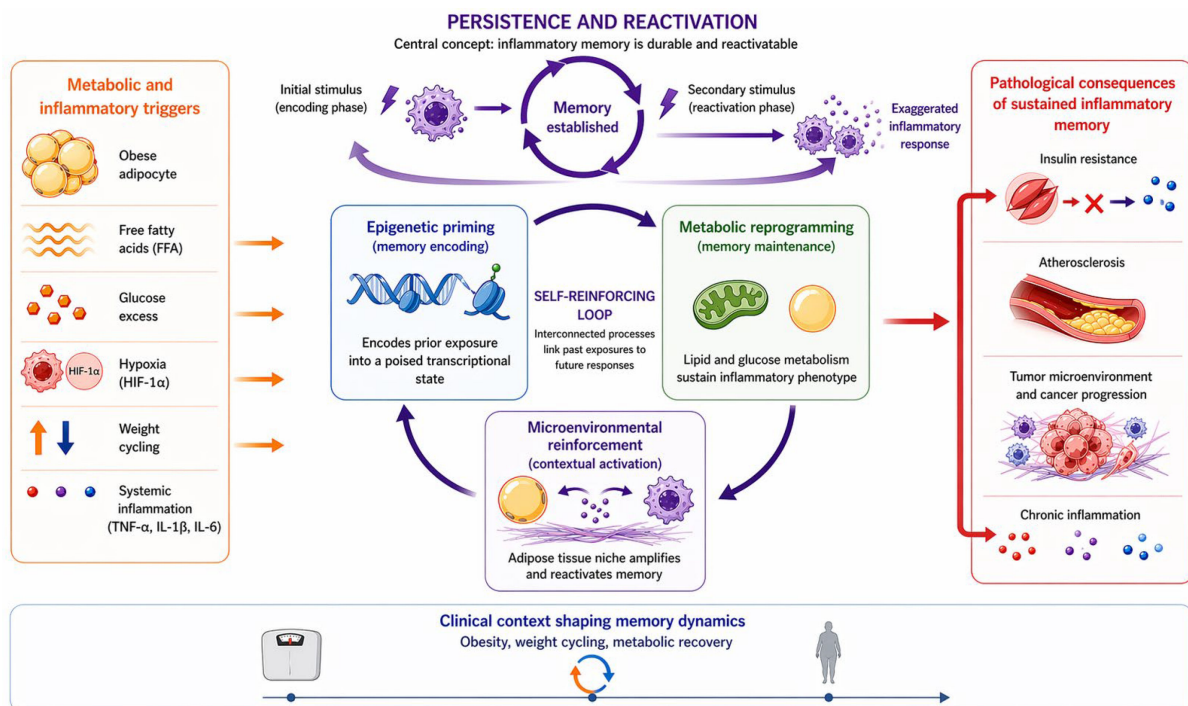 PERSISTENCE AND REACTIVATION
Central concept: inflammatory memory is durable and reactivatable
Initial stimulus
(encoding phase)
Memory
established
Secondary stimulus
(reactivation phase)
Exaggerated
inflammatory
response
Metabolic and
inflammatory triggers
Obese
adipocyte
Free fatty
acids (FFA)
Glucose
excess
HIF-1α
Hypoxia
(HIF-1α)
Weight
cycling
Systemic
inflammation
(TNF-α, IL-1β, IL-6)
Epigenetic priming
(memory encoding)
Encodes prior exposure
into a poised transcriptional
state
SELF-REINFORCING
LOOP
Interconnected processes
link past exposures to
future responses
Metabolic reprogramming
(memory maintenance)
Lipid and glucose metabolism
sustain inflammatory phenotype
Microenvironmental
reinforcement
(contextual activation)
Adipose tissue niche amplifies
and reactivates memory
Pathological consequences
of sustained inflammatory
memory
Insulin resistance
Atherosclerosis
Tumor microenvironment
and cancer progression
Chronic inflammation
Clinical context shaping memory dynamics
Obesity, weight cycling, metabolic recovery